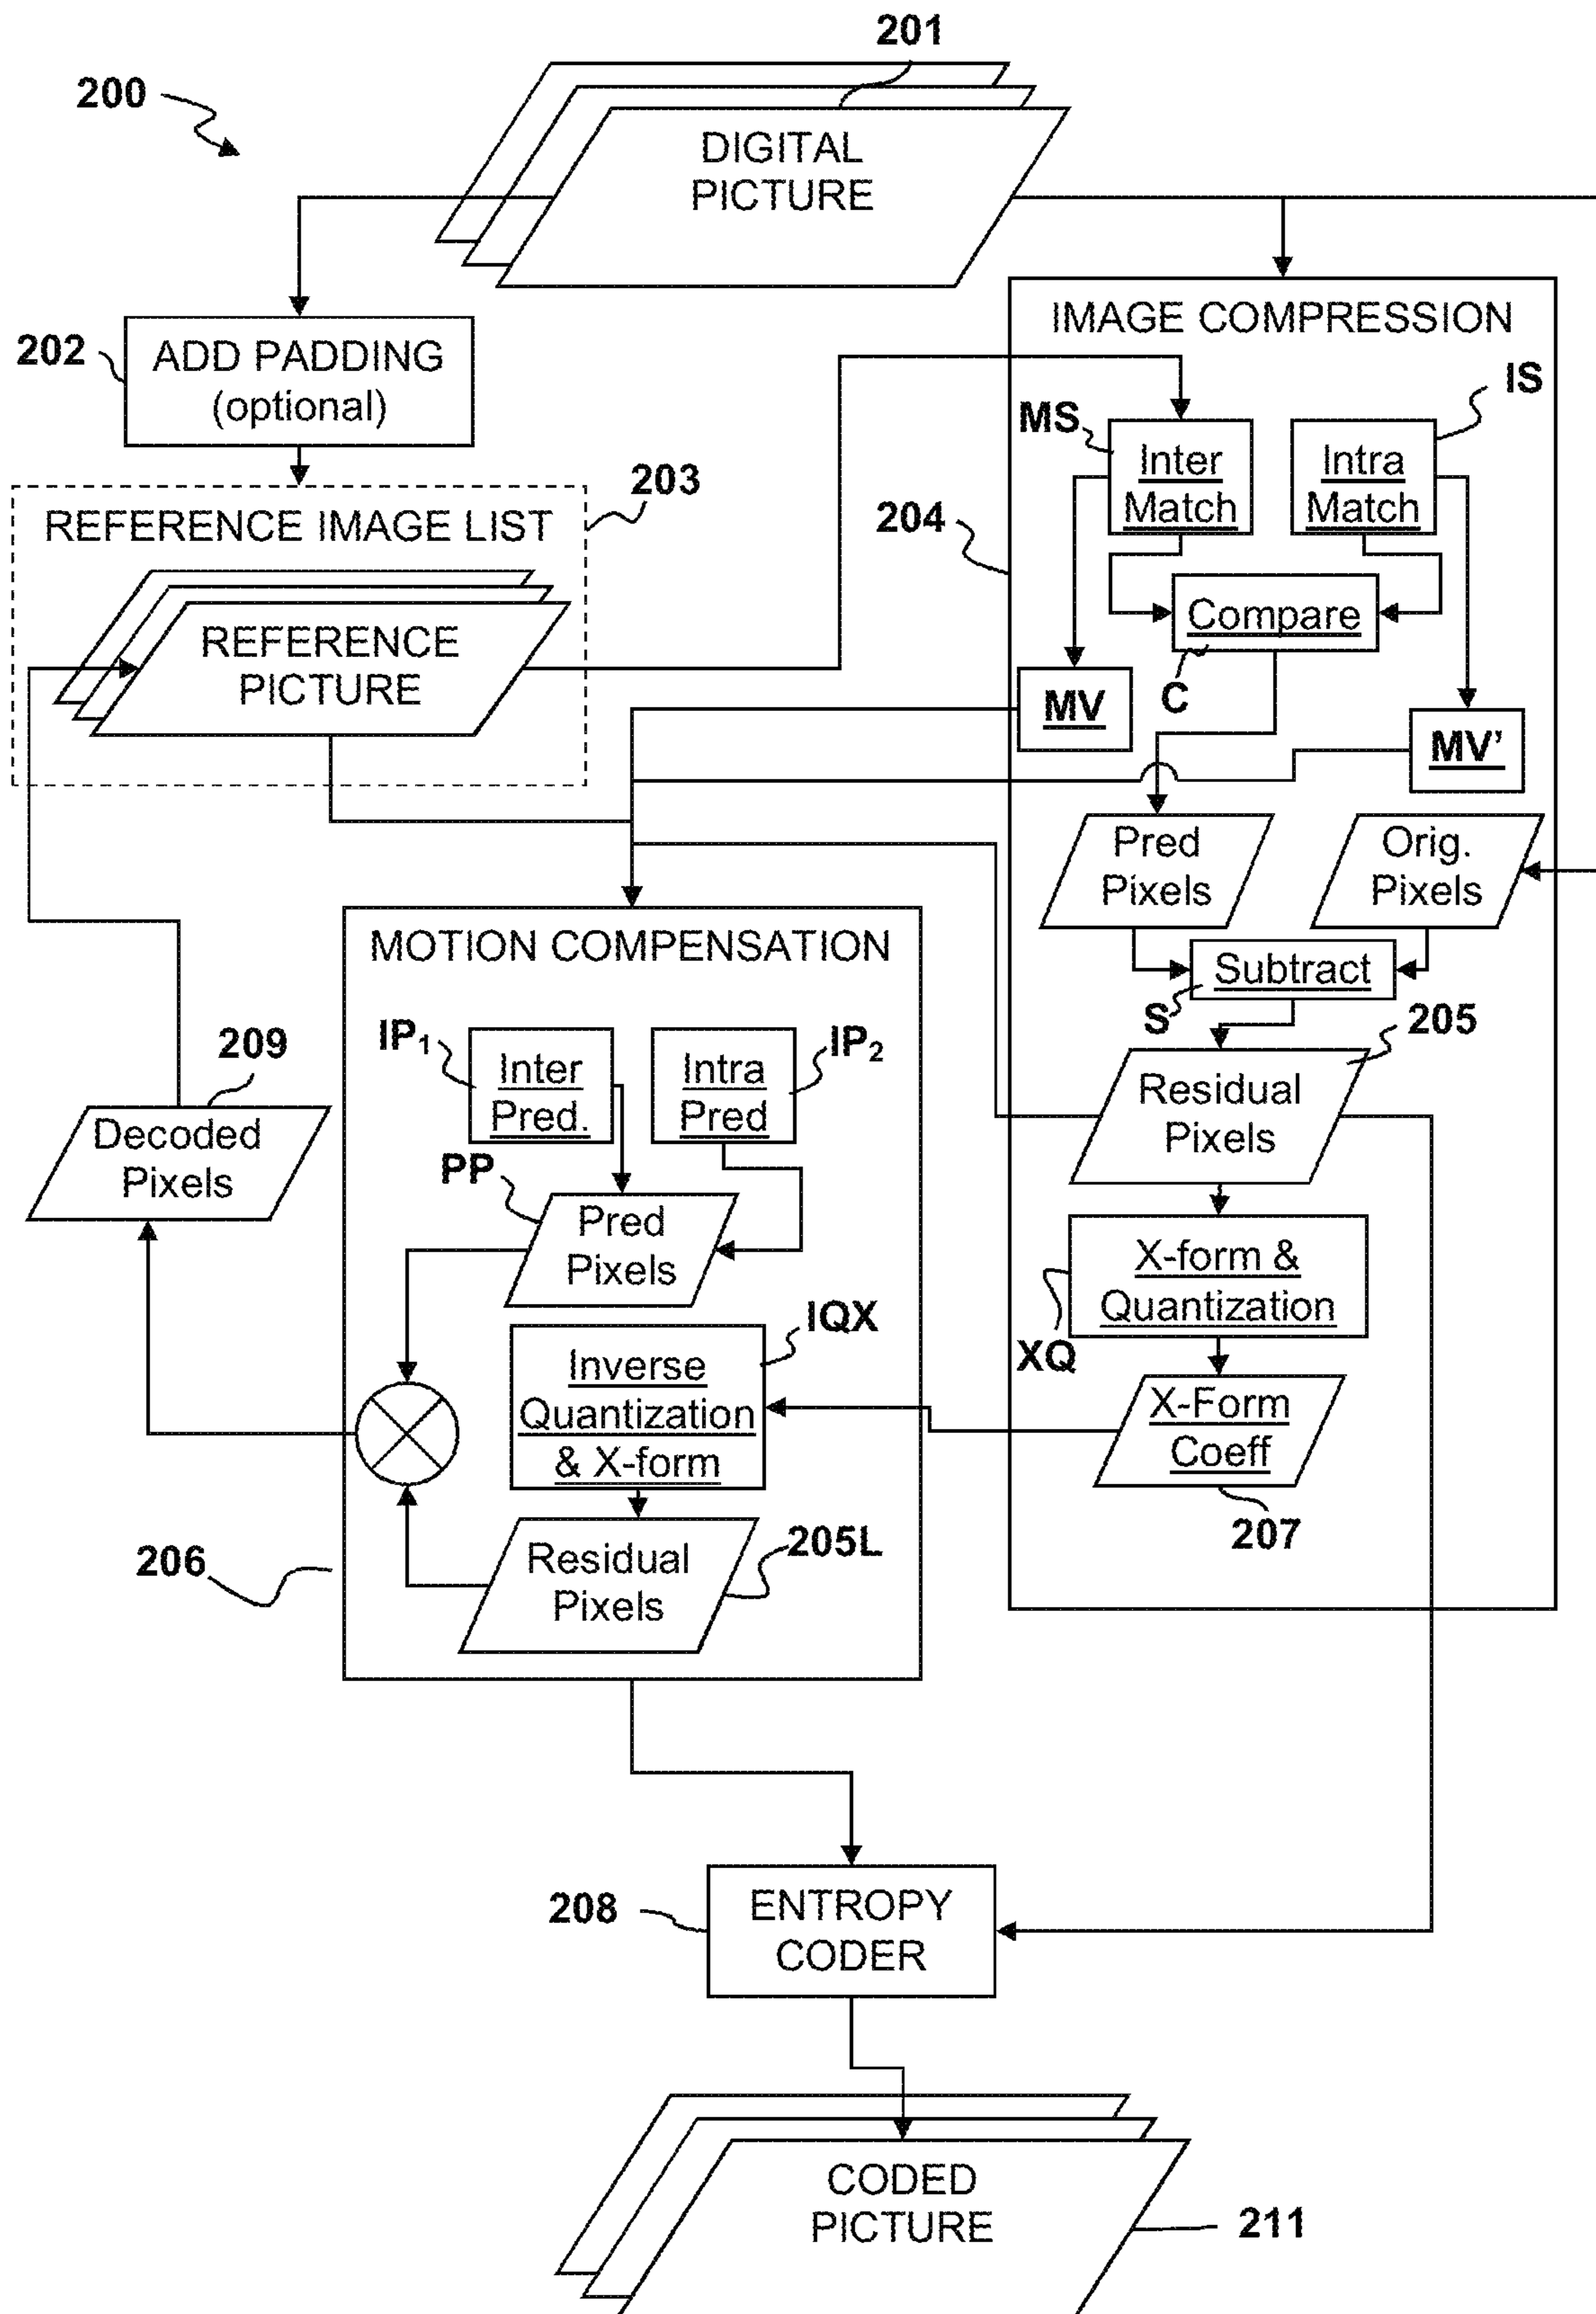 201
200
DIGITAL
PICTURE
IMAGE COMPRESSION
202
ADD PADDING
(optional)
IS
MS
Inter
Match
Intra
Match
203
204
REFERENCE IMAGE LIST
Compare
C
REFERENCE
PICTURE
MV
MV'
Pred
Pixels
Orig.
Pixels
MOTION COMPENSATION
Subtract
S
205
209
IP1
Inter
Pred.
Intra
Pred
IP2
Residual
Pixels
Decoded
Pixels
PP
Pred
Pixels
X-form &
Quantization
XQ
IQX
Inverse
Quantization
& X-form
X-Form
Coeff
207
206
Residual
Pixels
205L
208
ENTROPY
CODER
CODED
PICTURE
211